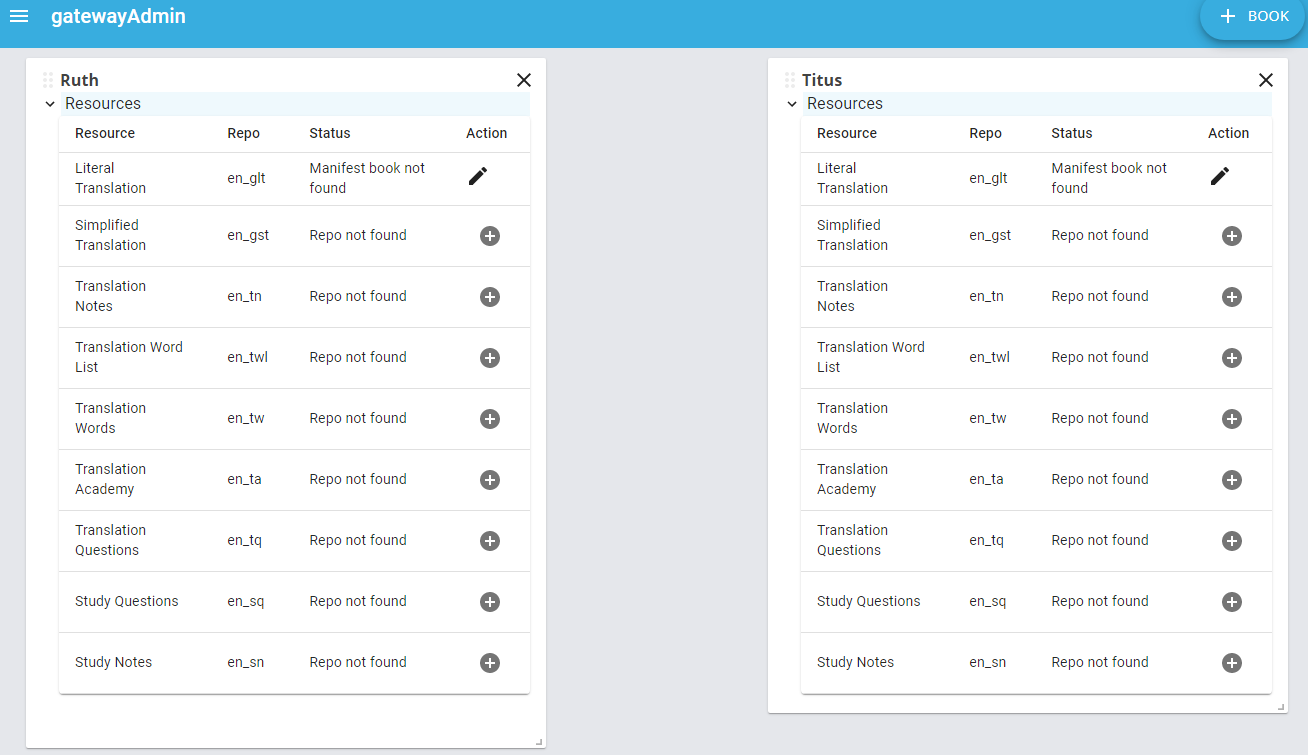 gatewayAdmin
BOOK
Ruth
Resources
Resource Repo Status Action
Literal
Translation
en_glt
Manifest book not
found
Simplified
Translation
en_gst
Repo not found
Translation
Notes
en_tn
Repo not found
Translation Word
List
en_twl
Repo not found
Translation
Words
en_tw
Repo not found
Translation
Academy
en_ta
Repo not found
Translation
Questions
en_tq
Repo not found
Study Questions en_sq Repo not found
Study Notes en_sn Repo not found
Titus
Resources
Resource Repo Status Action
Literal
Translation
en_glt
Manifest book not
found
Simplified
Translation
en_gst
Repo not found
Translation
Notes
en_tn
Repo not found
Translation Word
List
en_twl
Repo not found
Translation
Words
en_tw
Repo not found
Translation
Academy
en_ta
Repo not found
Translation
Questions
en_tq
Repo not found
Study Questions en_sq Repo not found
Study Notes en_sn Repo not found